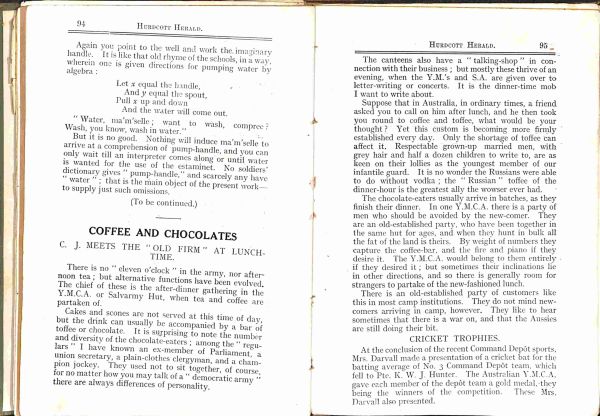 94
HURDCOTT HERALD.
Again you point to the well and work the imaginary
handle. It is like that old rhyme of the schools, in a way,
wherein one is given directions for pumping water by
algebra :
Let x equal the handle,
And y equal the spout,
Pull x up and down
And the water will come out.
" Water, ma'm'selle ; want to wash, compree ?
Wash, you know, wash in water."
But it is no good. Nothing will induce ma'm'selle to
arrive at a comprehension of pump-handle, and you can
only wait till an interpreter comes along or until water
is wanted for the use of the estaminet. No soldiers'
dictionary gives " pump-handle," and scarcely any have
" water " ; that is the main object of the present work—
to supply just such omissions.
(To be continued.)
COFFEE AND CHOCOLATES
C. J. MEETS THE " OLD FIRM " AT LUNCH-
TIME.
There is no " eleven o'clock " in the army, nor after-
noon tea ; but alternative functions have been evolved.
The chief of these is the after-dinner gathering in the
Y.M.C.A. or Salvarmy Hut, when tea and coffee are
partaken of.
Cakes and scones are not served at this time of day,
but the drink can usually be accompanied by a bar of
toffee or chocolate. It is surprising to note the number
and diversity of the chocolate-eaters ; among the " regu-
lars " I have known an ex-member of Parliament, a
union secretary, a plain-clothes clergyman, and a cham-
pion jockey. They used not to sit together, of course,
for no matter how you may talk of a " democratic army "
there are always differences of personality.
HURDCOTT HERALD.
95
The canteens also have a " talking-shop " in con-
nection with their business ; but mostly these thrive of an
evening, when the Y.M.'s and S.A. are given over to
letter-writing or concerts. It is the dinner-time mob
I want to write about.
Suppose that in Australia, in ordinary times, a friend
asked you to call on him after lunch, and he then took
you round to coffee and toffee, what would be your
thought ? Yet this custom is becoming more firmly
established every day. Only the shortage of toffee can
affect it. Respectable grown-up married men, with
grey hair and half a dozen children to write to, are as
keen on their lollies as the youngest member of our
infantile guard. It is no wonder the Russians were able
to do without vodka ; the " Russian " toffee of the
dinner-hour is the greatest ally the wowser ever had.
The chocolate-eaters usually arrive in batches, as they
finish their dinner. In one Y.M.C.A. there is a party of
men who should be avoided by the new-comer. They
are an old-established party, who have been together in
the same hut for ages, and when they hunt in bulk all
the fat of the land is theirs. By weight of numbers they
capture the coffee-bar, and the fire and piano if they
desire it. The Y.M.C.A. would belong to them entirely
if they desired it ; but sometimes their inclinations lie
in other directions, and so there is generally room for
strangers to partake of the new-fashioned lunch.
There is an old-established party of customers like
this in most camp institutions. They do not mind new-
comers arriving in camp, however. They like to hear
sometimes that there is a war on, and that the Aussies
are still doing their bit.
CRICKET TROPHIES.
At the conclusion of the recent Command Depôt sports,
Mrs. Darvall made a presentation of a cricket bat for the
batting average of No. 3 Command Depôt team, which
fell to Pte. K. W. J. Hunter. The Australian Y.M.C.A.
gave each member of the depôt team a gold medal, they
being the winners of the competition. These Mrs.
Darvall also presented.